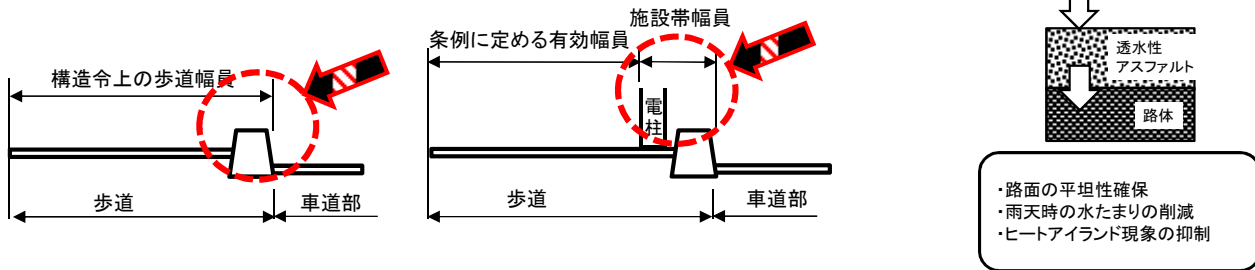 構造令上の歩道幅員
歩道
車道部
施設帯幅員
条例に定める有効幅員
電柱
歩道
車道部
透水性
アスファルト
路体
・路面の平坦性確保
・雨天時の水たまりの削減
・ヒートアイランド現象の抑制